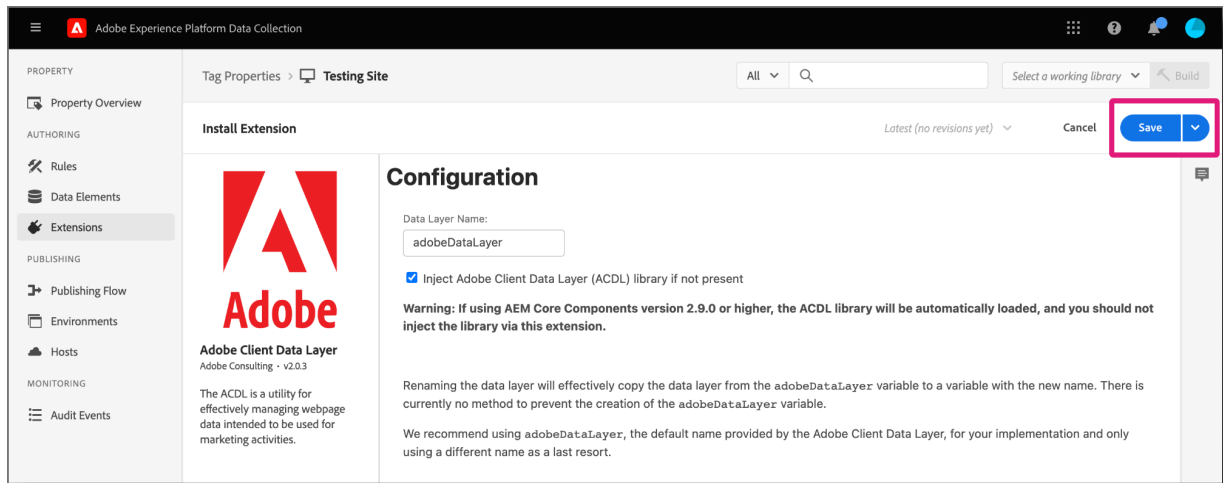 Adobe Experience Platform Data Collection
PROPERTY
Property Overview
AUTHORING
Rules
Data Elements
Extensions
PUBLISHING
Publishing Flow
Environments
Hosts
MONITORING
Audit Events
Tag Properties > Testing Site
All
Select a working library
Build
Install Extension
Latest (no revisions yet)
Cancel
Save
Adobe
Adobe Client Data Layer
Adobe Consulting • v2.0.3
The ACDL is a utility for
effectively managing webpage
data intended to be used for
marketing activities.
Configuration
Data Layer Name:
adobeDataLayer
Inject Adobe Client Data Layer (ACDL) library if not present
Warning: If using AEM Core Components version 2.9.0 or higher, the ACDL library will be automatically loaded, and you should not
inject the library via this extension.
Renaming the data layer will effectively copy the data layer from the adobeDataLayer variable to a variable with the new name. There is
currently no method to prevent the creation of the adobeDataLayer variable.
We recommend using adobeDataLayer, the default name provided by the Adobe Client Data Layer, for your implementation and only
using a different name as a last resort.